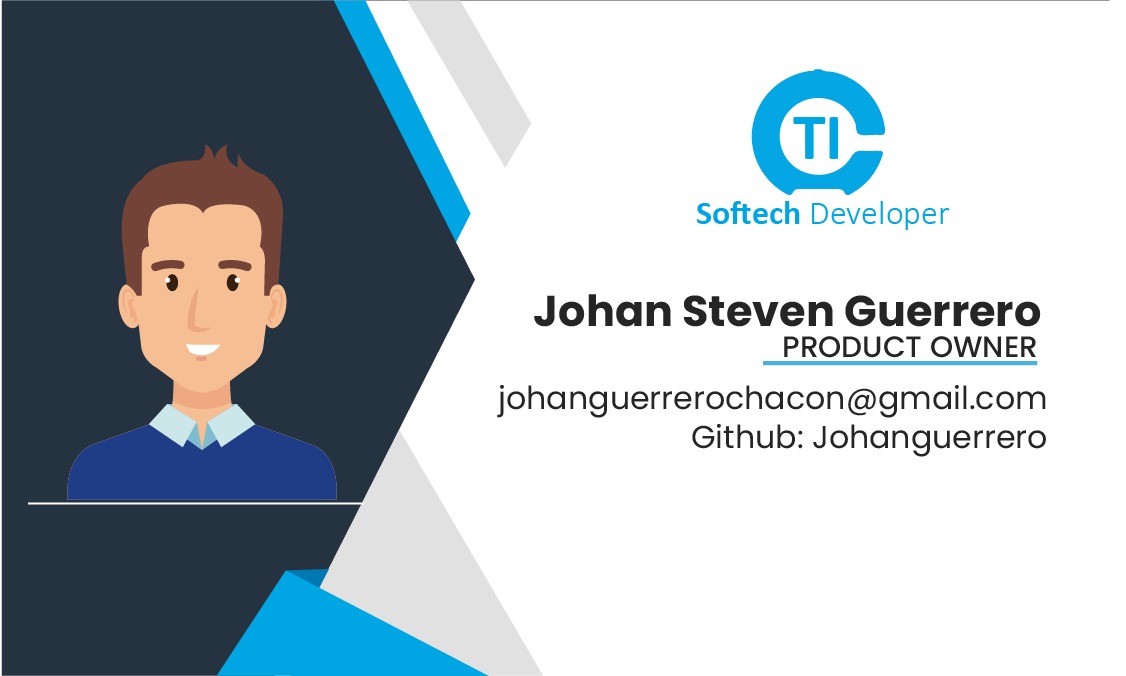 TI
Softech Developer
Johan Steven Guerrero
PRODUCT OWNER
johanguerrerochacon@gmail.com
Github: Johanguerrero